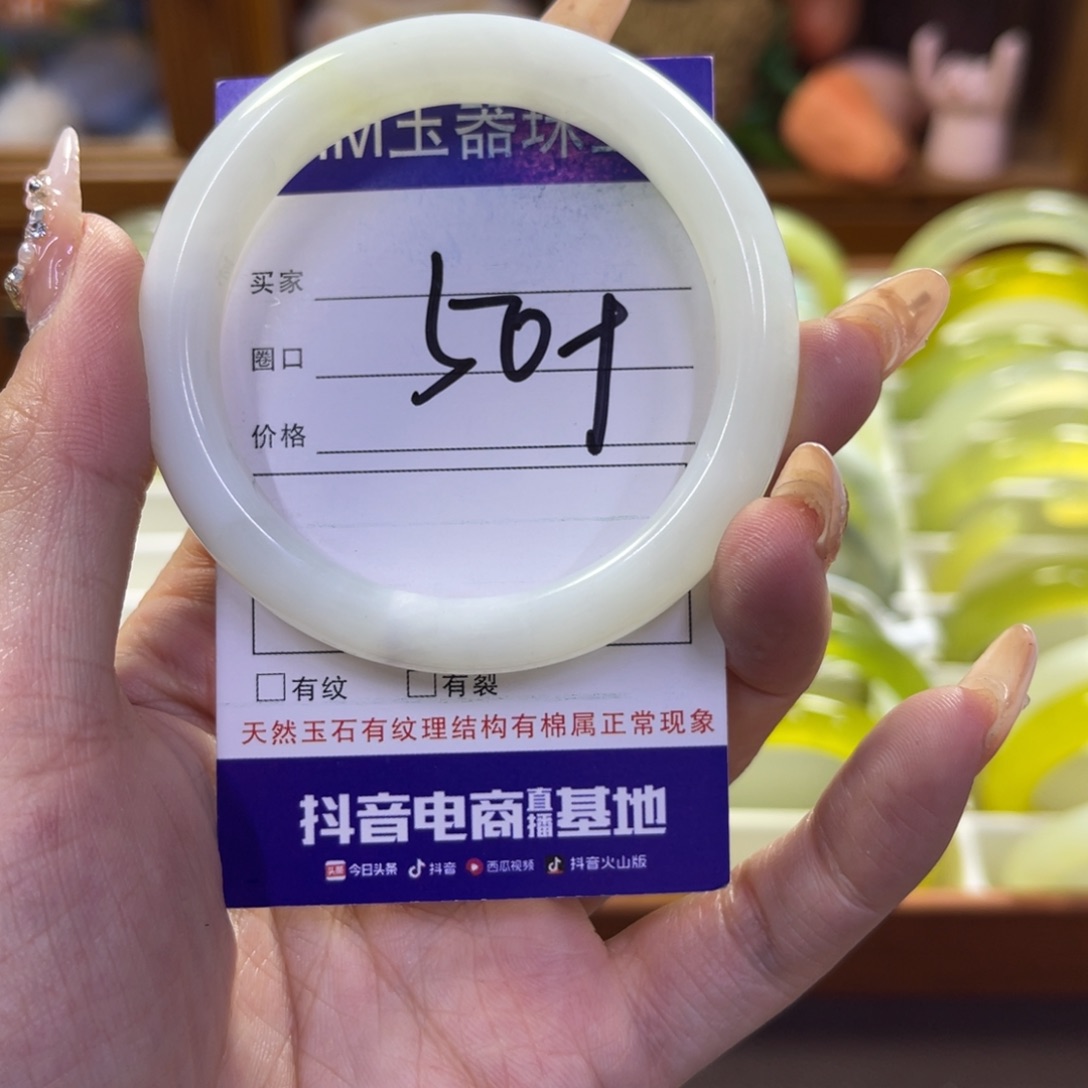 玉器珠
买家
圈口
价格
有纹 有裂
天然玉石有纹理结构有棉属正常现象
抖音电商直播基地
头条 今日头条 抖音 西瓜视频 抖音火山版